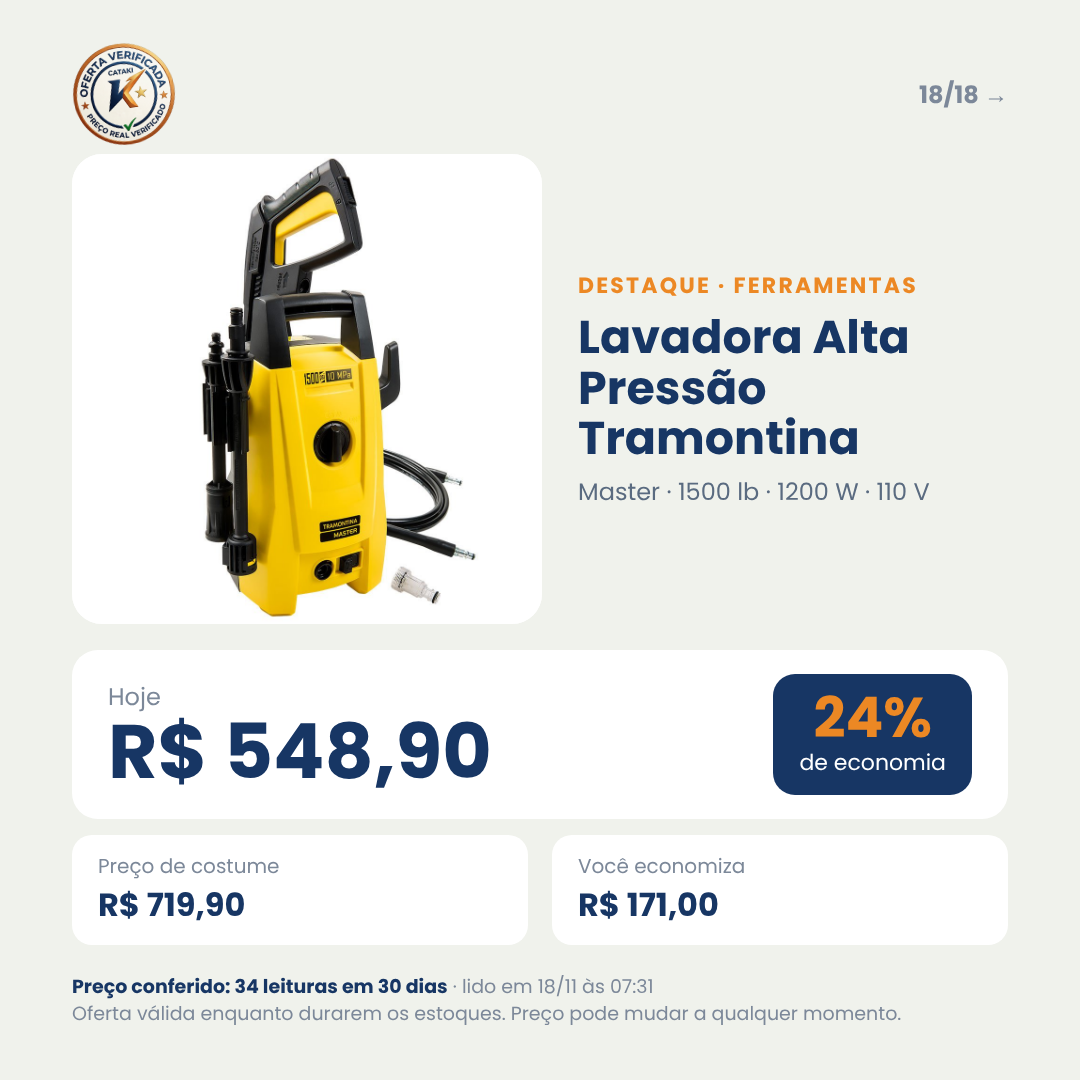 OFERTA VERIFICADA
CATAKI
K
PREÇO REAL VERIFICADO
18/18 →
1500 10 MPa
TRAMONTINA
MASTER
DESTAQUE · FERRAMENTAS
Lavadora Alta
Pressão
Tramontina
Master · 1500 lb · 1200 W · 110 V
Hoje
R$ 548,90
24%
de economia
Preço de costume
R$ 719,90
Você economiza
R$ 171,00
Preço conferido: 34 leituras em 30 dias · lido em 18/11 às 07:31
Oferta válida enquanto durarem os estoques. Preço pode mudar a qualquer momento.